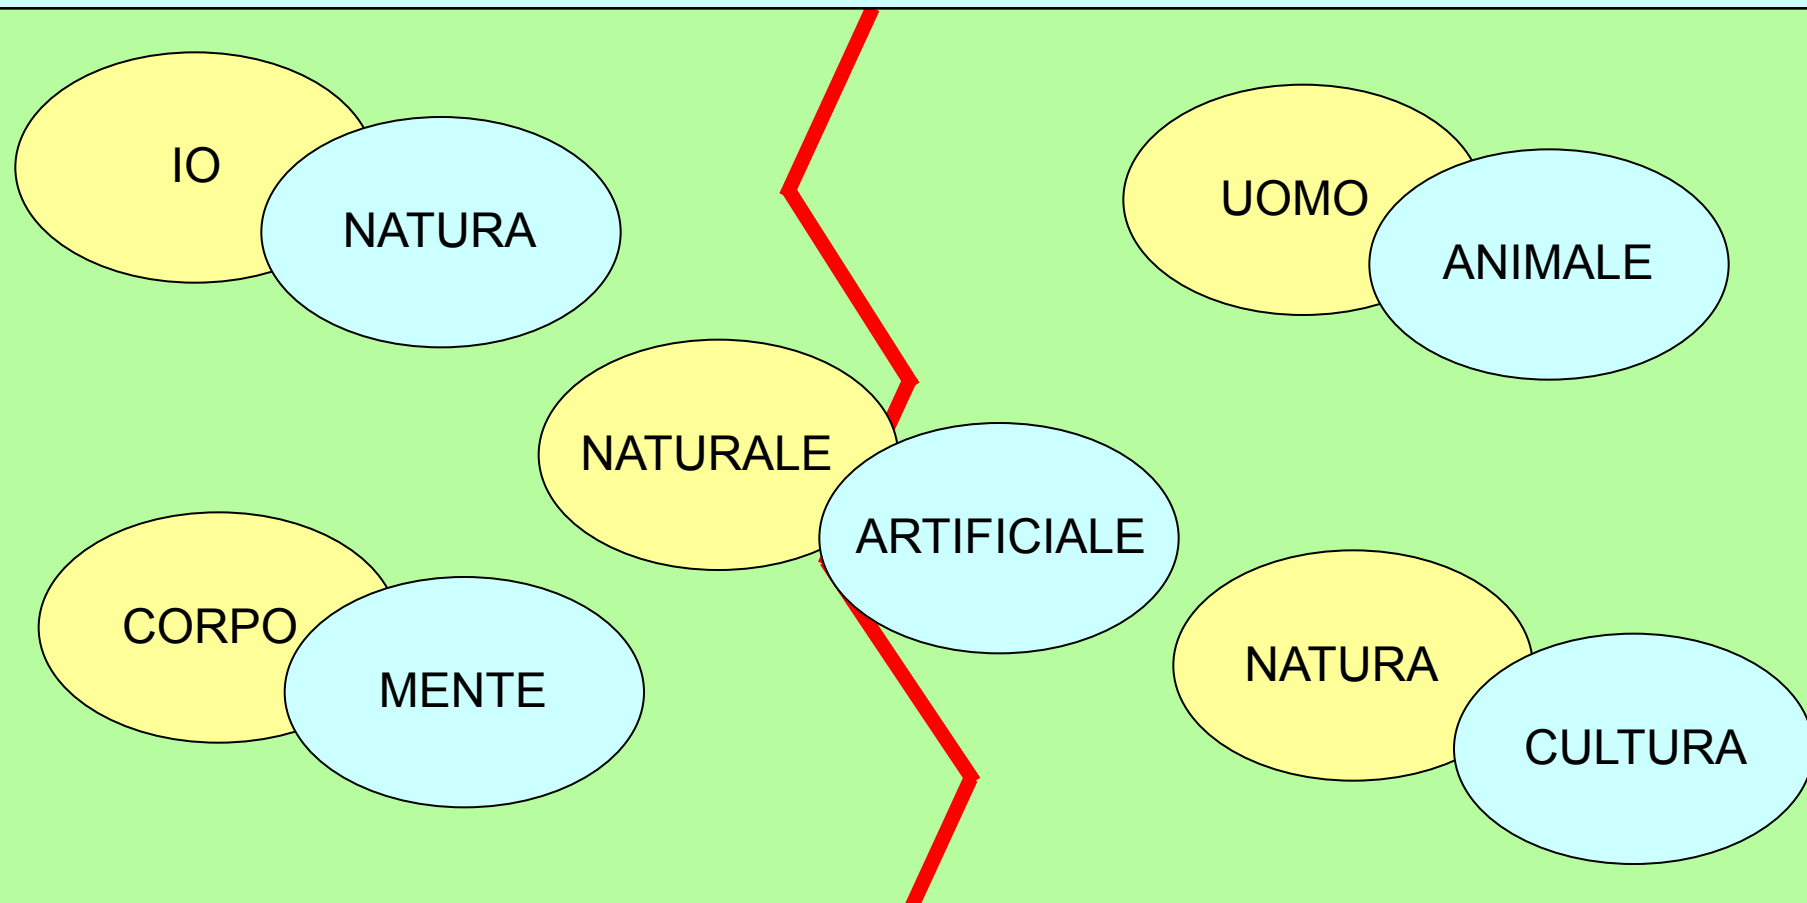 IO
NATURA
UOMO
ANIMALE
NATURALE
ARTIFICIALE
CORPO
MENTE
NATURA
CULTURA